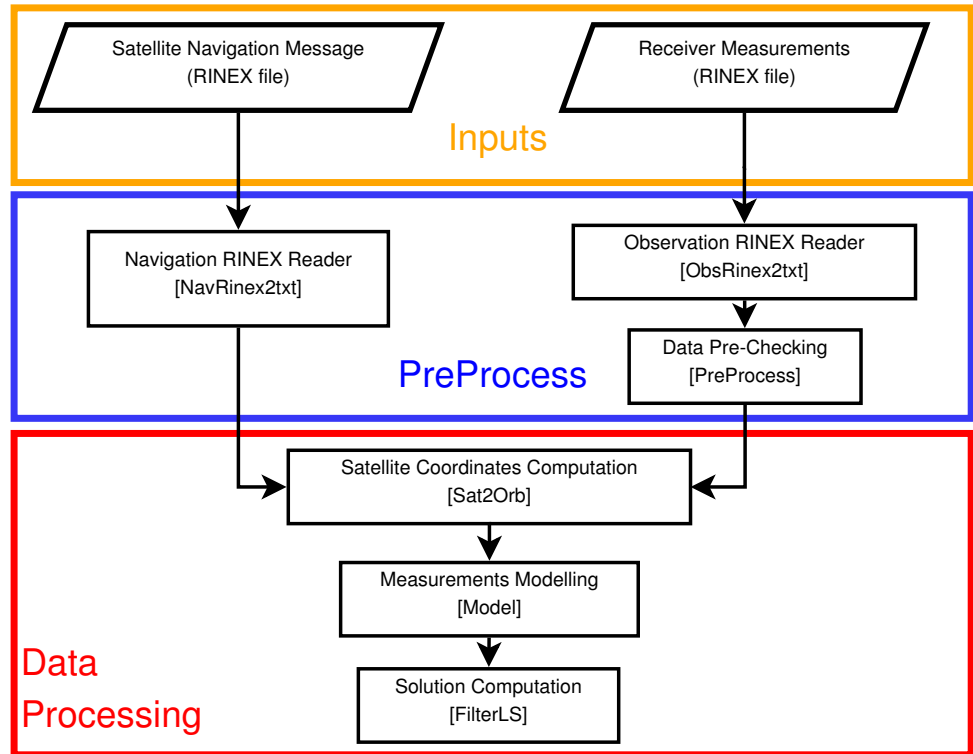 Satellite Navigation Message
(RINEX file)
Receiver Measurements
(RINEX file)
Inputs
Navigation RINEX Reader
[NavRinex2txt]
Observation RINEX Reader
[ObsRinex2txt]
Data Pre-Checking
[PreProcess]
PreProcess
Satellite Coordinates Computation
[Sat2Orb]
Measurements Modelling
[Model]
Solution Computation
[FilterLS]
Data
Processing